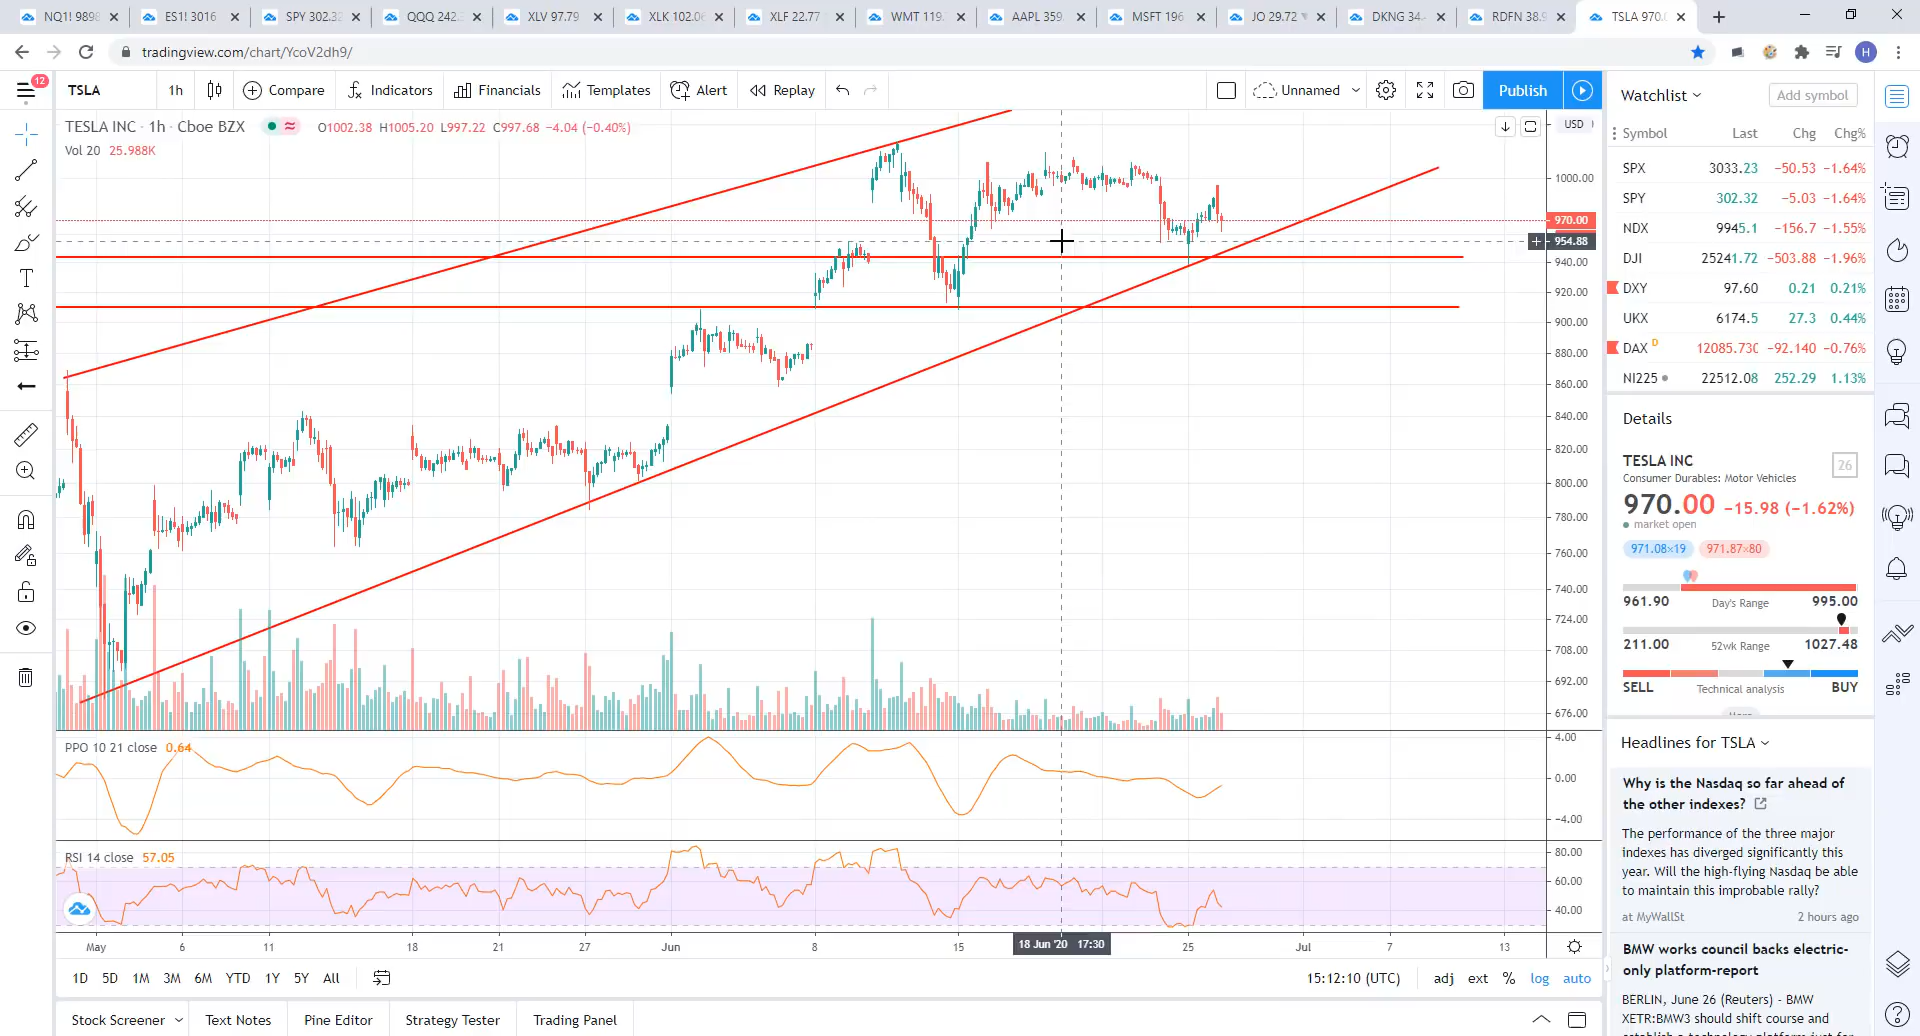 NQ1! 9898
ES1! 3016
SPY 302.32
QQQ 242.
XLV 97.79
XLK 102.06
XLF 22.77
WMT 119.
AAPL 359.
MSFT 196
JO 29.72
DKNG 34.
RDFN 38.9
TSLA 970.
tradingview.com/chart/YcoV2dh9/
H
12
TSLA
1h
Compare
Indicators
Financials
Templates
Alert
Replay
Unnamed
Publish
TESLA INC · 1h · Cboe BZX
O1002.38 H1005.20 L997.22 C997.68 −4.04 (−0.40%)
Vol 20 25.988K
USD
1000.00
970.00
954.88
940.00
920.00
900.00
880.00
860.00
840.00
820.00
800.00
780.00
760.00
740.00
724.00
708.00
692.00
676.00
PPO 10 21 close 0.64
4.00
0.00
−4.00
RSI 14 close 57.05
80.00
60.00
40.00
May
6
11
18
21
27
Jun
8
15
18 Jun '20 17:30
25
Jul
7
13
1D
5D
1M
3M
6M
YTD
1Y
5Y
All
15:12:10 (UTC)
adj
ext
%
log
auto
Stock Screener
Text Notes
Pine Editor
Strategy Tester
Trading Panel
Watchlist
Add symbol
Symbol Last Chg Chg%
SPX 3033.23 −50.53 −1.64%
SPY 302.32 −5.03 −1.64%
NDX 9945.1 −156.7 −1.55%
DJI 25241.72 −503.88 −1.96%
DXY 97.60 0.21 0.21%
UKX 6174.5 27.3 0.44%
DAX D 12085.730 −92.140 −0.76%
NI225 22512.08 252.29 1.13%
Details
TESLA INC
26
Consumer Durables: Motor Vehicles
970.00 −15.98 (−1.62%)
market open
971.08×19
971.87×80
961.90 Day's Range 995.00
211.00 52wk Range 1027.48
SELL Technical analysis BUY
Headlines for TSLA
Why is the Nasdaq so far ahead of
the other indexes?
The performance of the three major
indexes has diverged significantly this
year. Will the high-flying Nasdaq be able
to maintain this improbable rally?
at MyWallSt 2 hours ago
BMW works council backs electric-
only platform-report
BERLIN, June 26 (Reuters) - BMW
XETR:BMW3 should shift course and